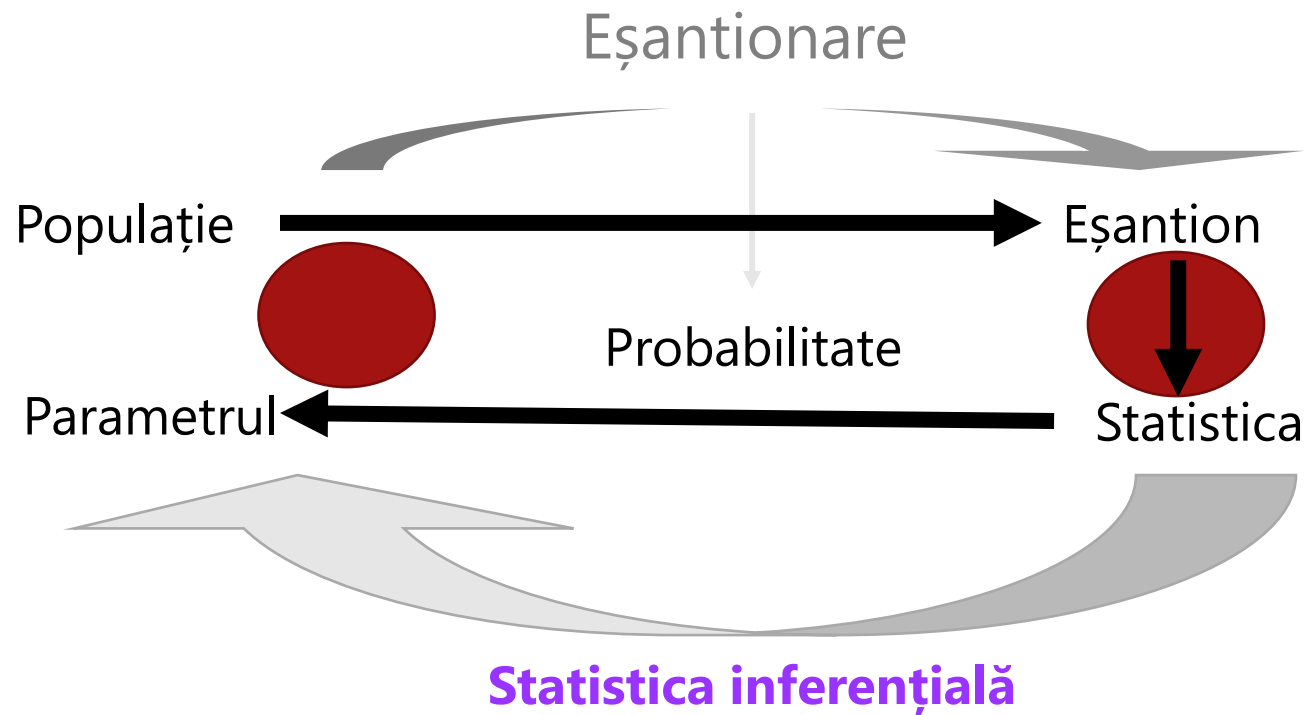 Eșantionare
Populație
Eșantion
Probabilitate
Parametrul
Statistica
Statistica inferențială